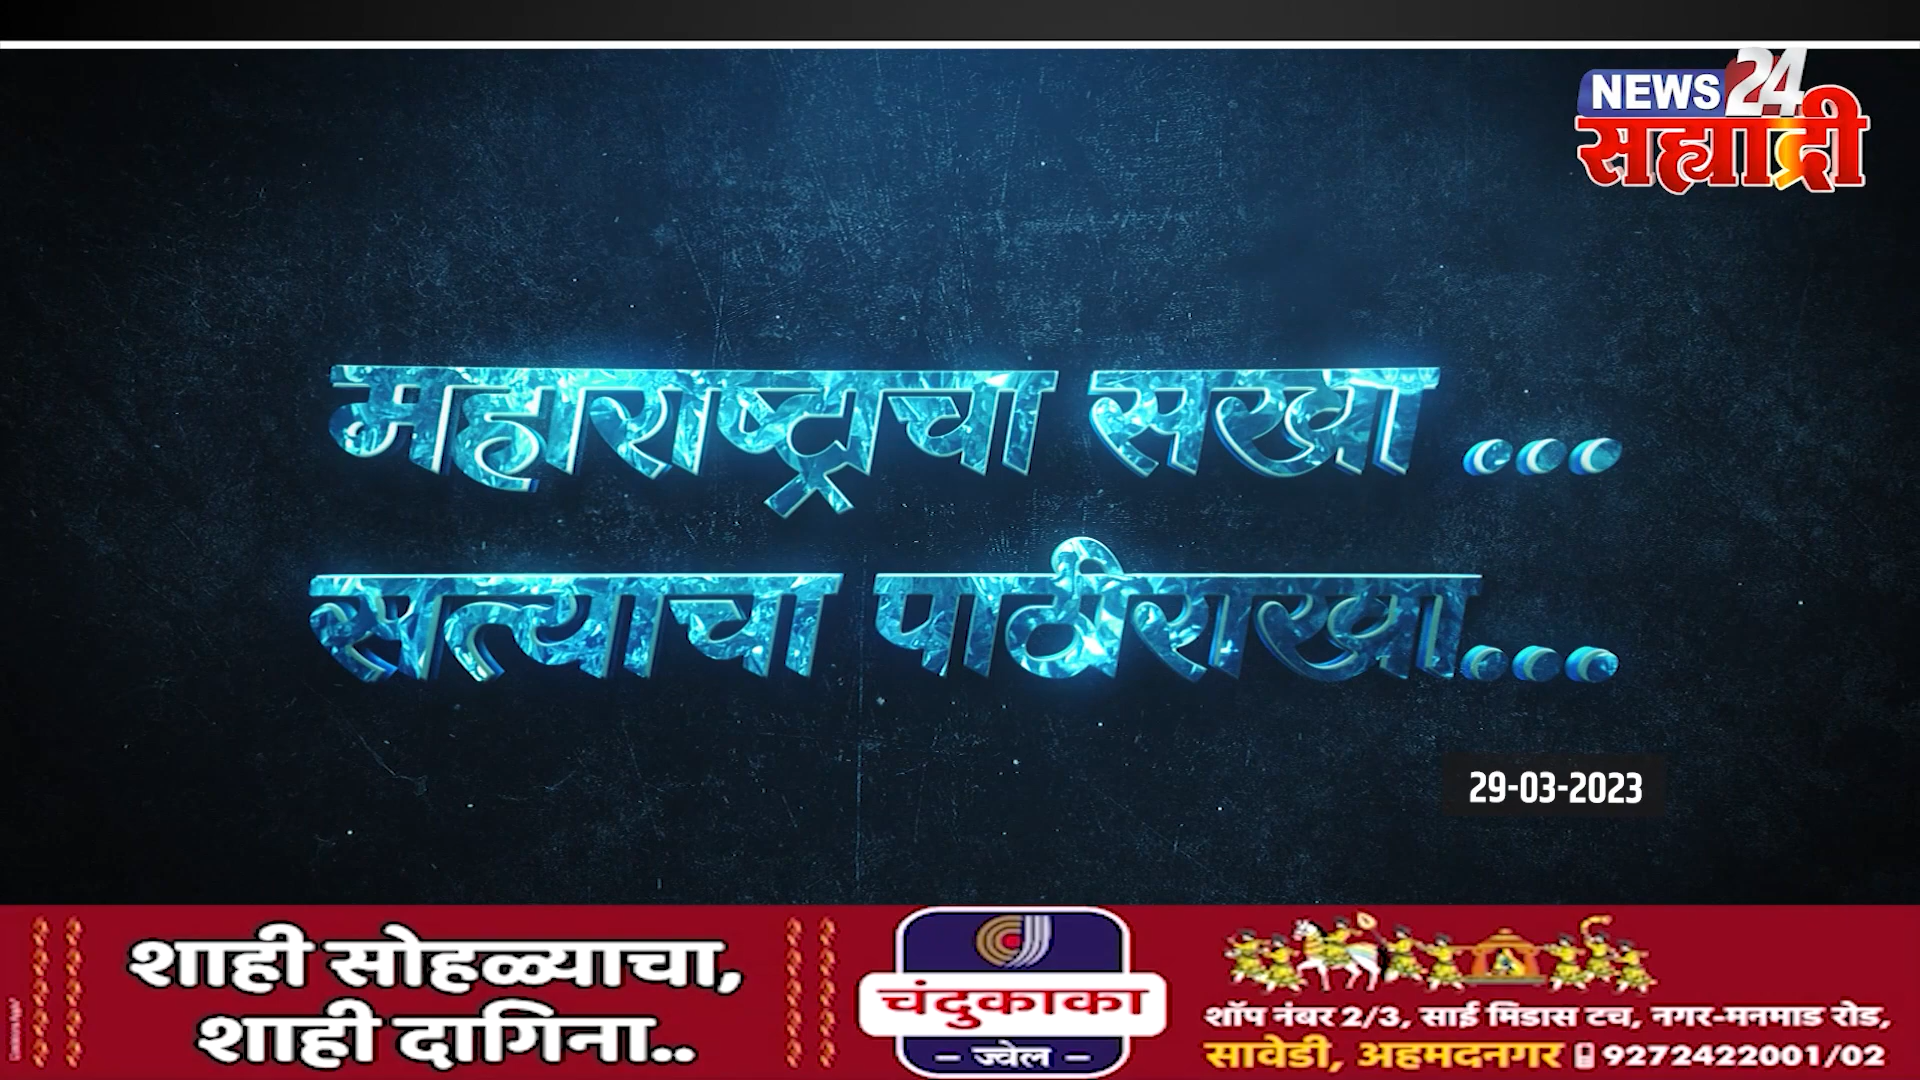 NEWS 24
सह्याद्री
महाराष्ट्राचा सखा ...
सत्याचा पाठीराखा...
29-03-2023
शाही सोहळ्याचा,
शाही दागिना..
चंदुकाका
– ज्वेल –
शॉप नंबर 2/3, साई मिडास टच, नगर-मनमाड रोड,
सावेडी, अहमदनगर 9272422001/02